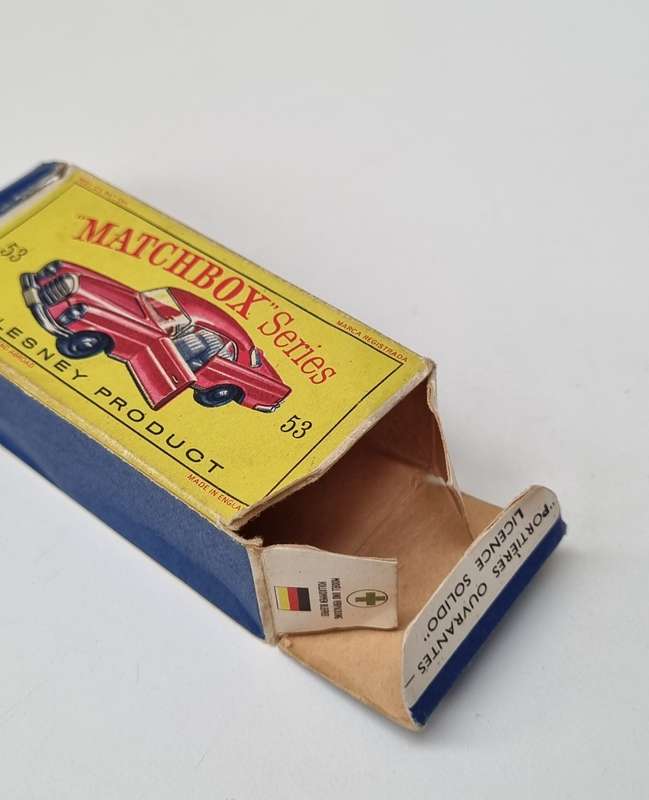 "MATCHBOX" Series
MARCA REGISTRADA
53
53
LESNEY PRODUCT
MADE IN ENGLA
"PORTIÈRES OUVRANTES –
LICENCE SOLIDO"